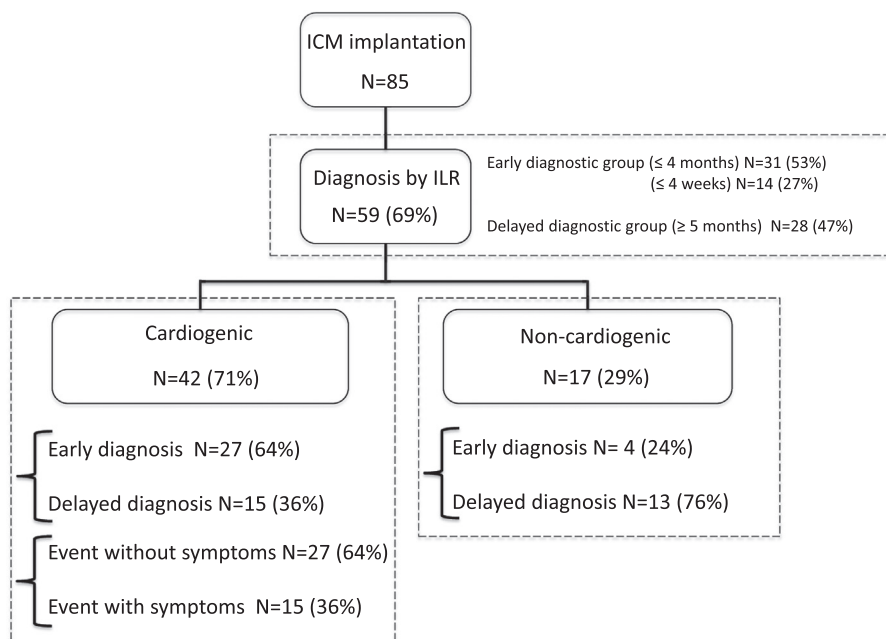 ICM implantation
N=85
Diagnosis by ILR
N=59 (69%)
Early diagnostic group (≤ 4 months) N=31 (53%)
(≤ 4 weeks) N=14 (27%)
Delayed diagnostic group (≥ 5 months) N=28 (47%)
Cardiogenic
N=42 (71%)
Early diagnosis N=27 (64%)
Delayed diagnosis N=15 (36%)
Event without symptoms N=27 (64%)
Event with symptoms N=15 (36%)
Non-cardiogenic
N=17 (29%)
Early diagnosis N= 4 (24%)
Delayed diagnosis N=13 (76%)